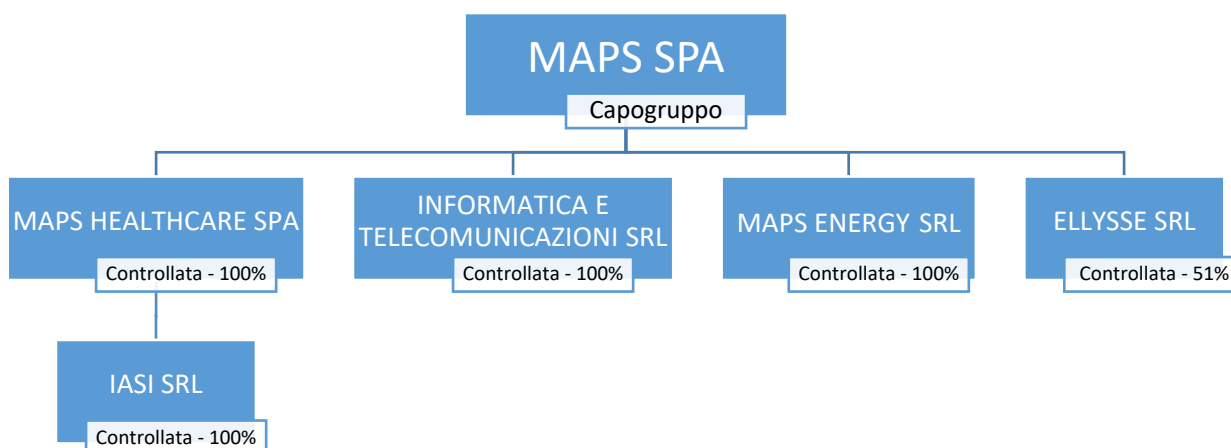 MAPS SPA
Capogruppo
MAPS HEALTHCARE SPA
Controllata - 100%
INFORMATICA E
TELECOMUNICAZIONI SRL
Controllata - 100%
MAPS ENERGY SRL
Controllata - 100%
ELLYSSE SRL
Controllata - 51%
IASI SRL
Controllata - 100%